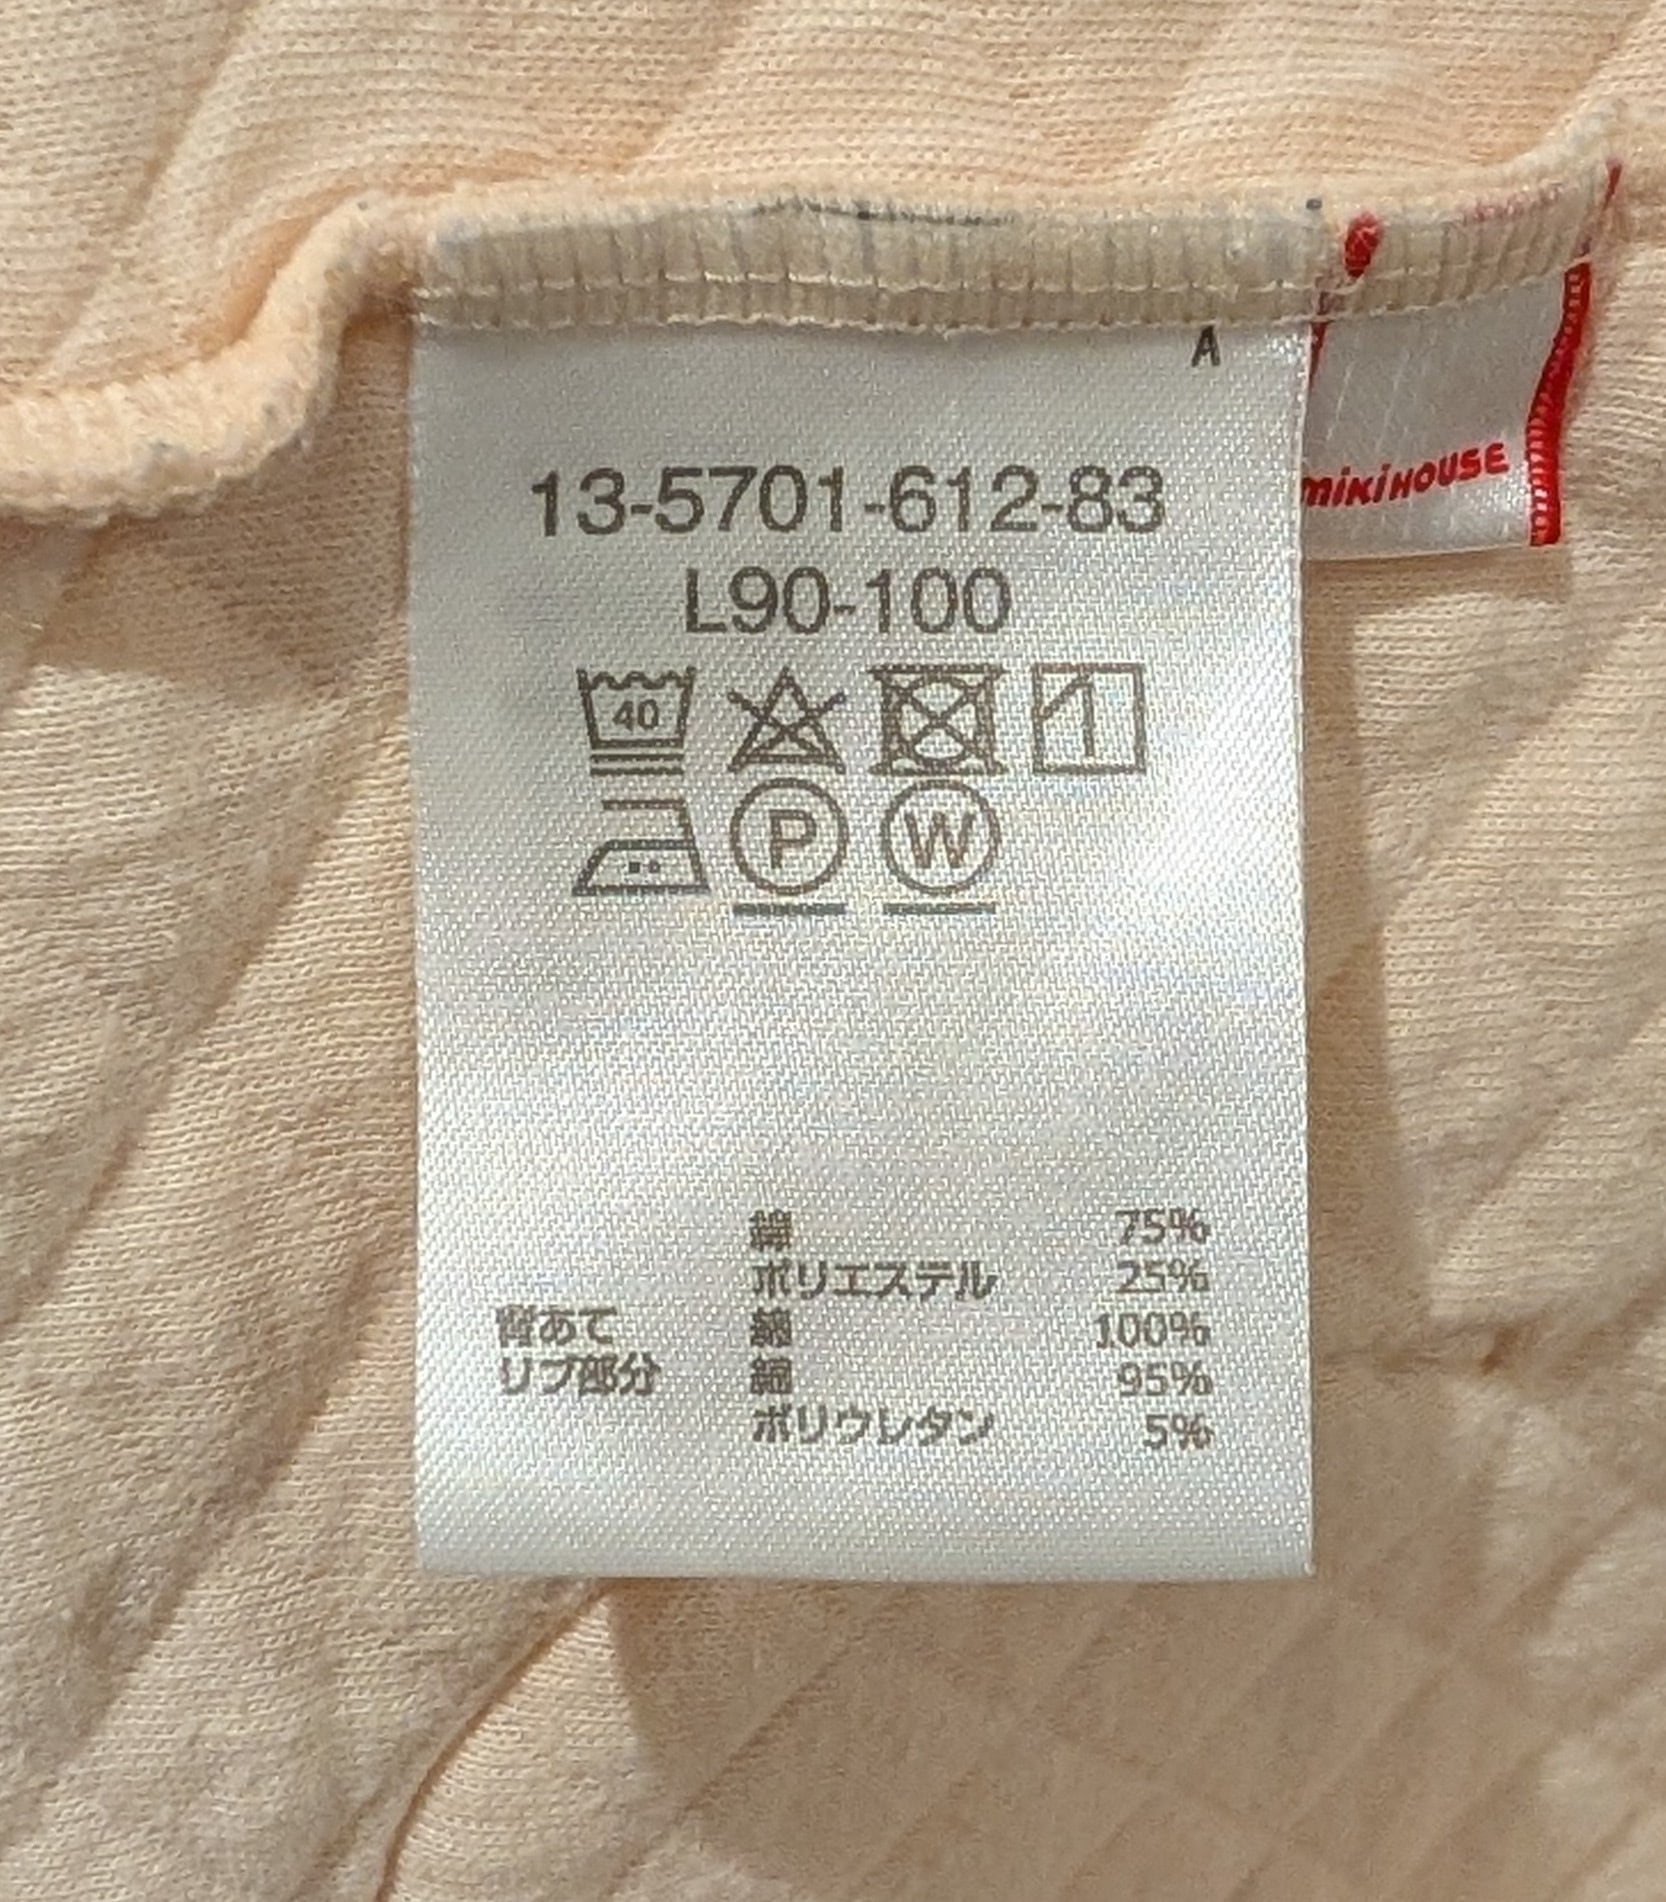 A
13-5701-612-83
mikiHOUSE
L90-100
40
P W
綿 75%
ポリエステル 25%
背あて 綿 100%
リブ部分 綿 95%
ポリウレタン 5%